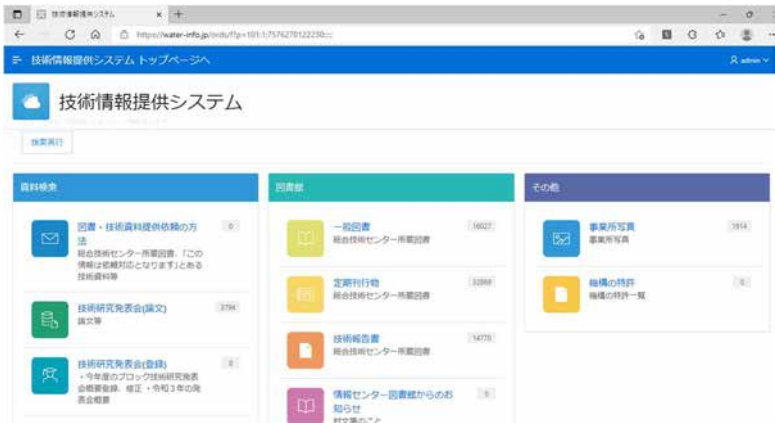 技術情報提供システム
https://water-info.jp/ords/f?p=101:1:7576270122230::::
技術情報提供システム トップページへ
admin
技術情報提供システム
検索実行
資料検索
図書・技術資料提供依頼の方
法
0
総合技術センター所蔵図書、「この
情報は依頼対応となります」とある
技術資料等
技術研究発表会(論文)
3794
論文等
技術研究発表会(登録)
0
・今年度のブロック技術研究発表
会概要登録、修正 ・令和3年の発
表会概要
図書館
一般図書
16027
総合技術センター所蔵図書
定期刊行物
総合技術センター所蔵図書
技術報告書
14770
総合技術センター所蔵図書
情報センター図書館からのお
知らせ
0
その他
事業所写真
1914
事業所写真
機構の特許
0
機構の特許一覧